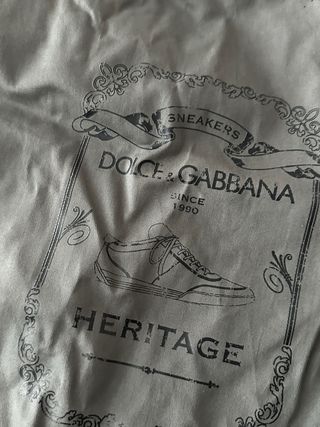 SNEAKERS
DOLCE & GABBANA
SINCE
1990
HERITAGE